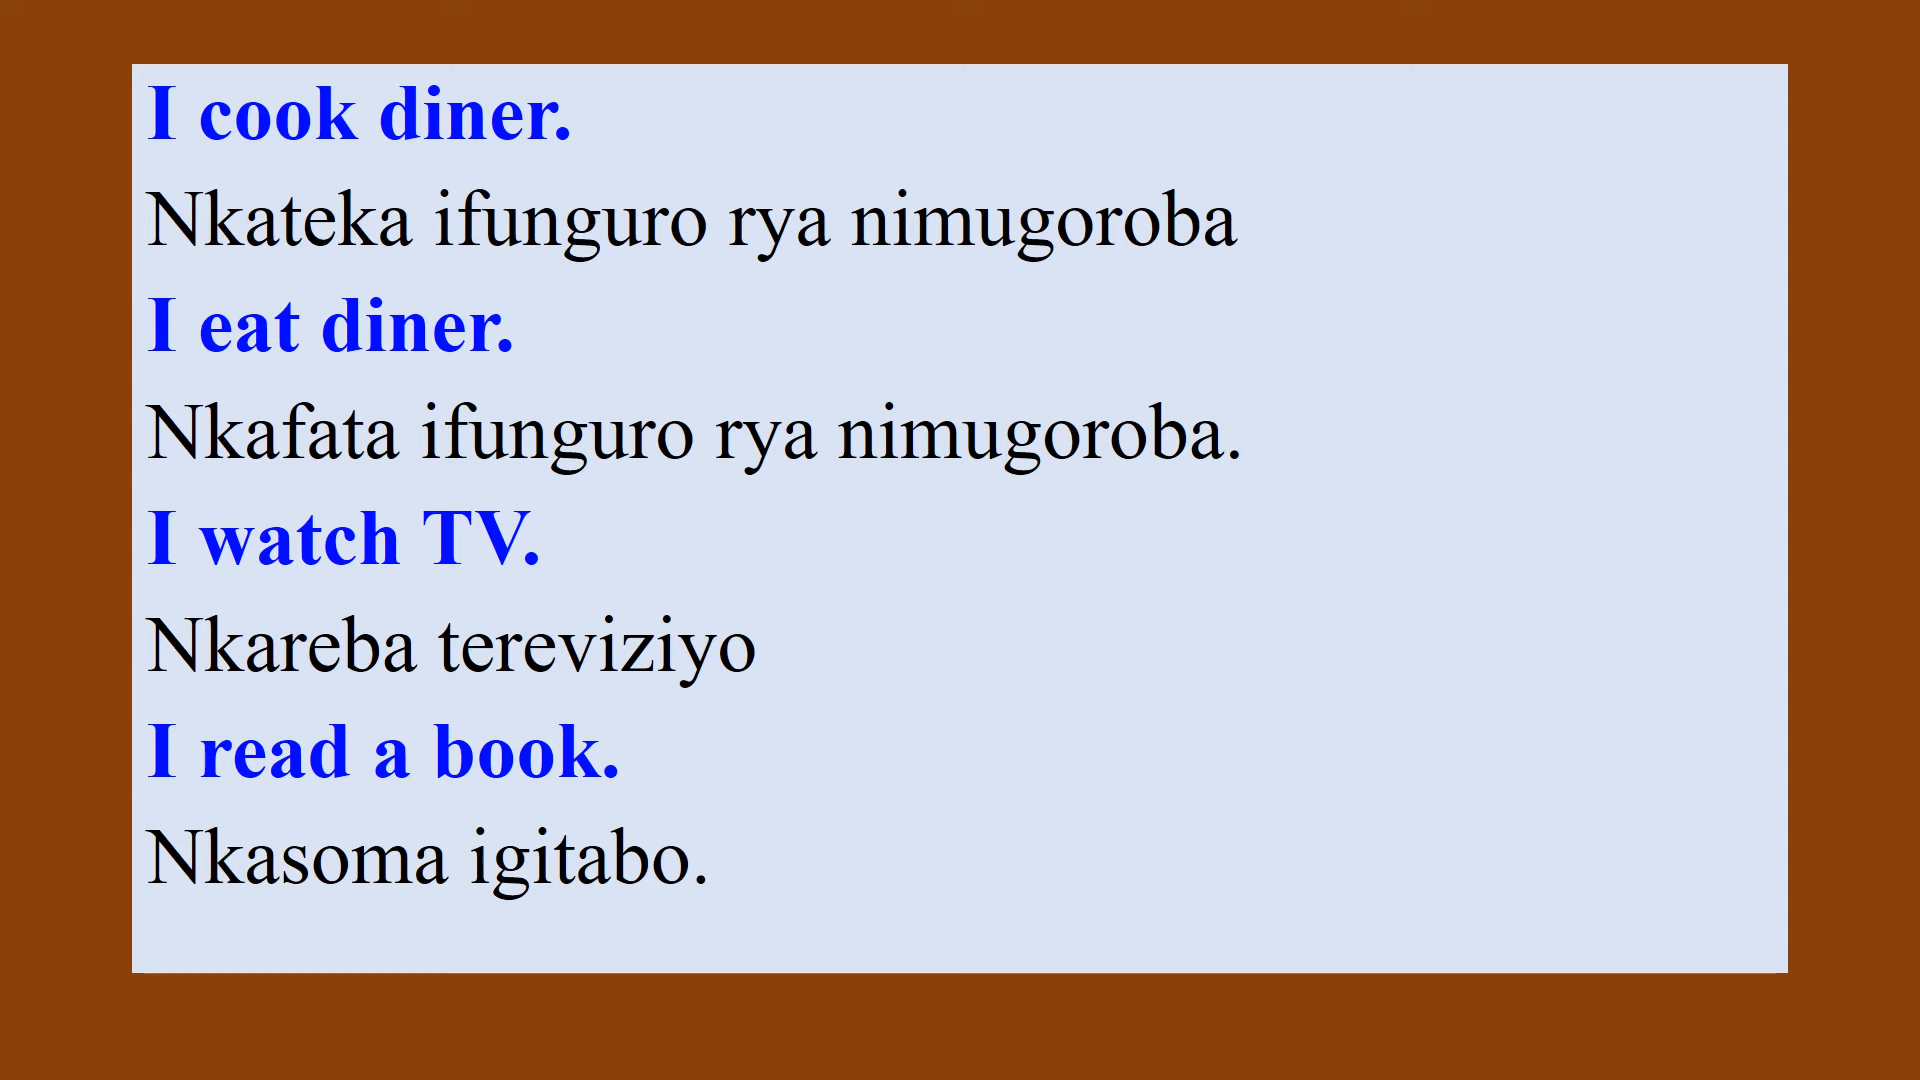 I cook diner.
Nkateka ifunguro rya nimugoroba
I eat diner.
Nkafata ifunguro rya nimugoroba.
I watch TV.
Nkareba tereviziyo
I read a book.
Nkasoma igitabo.